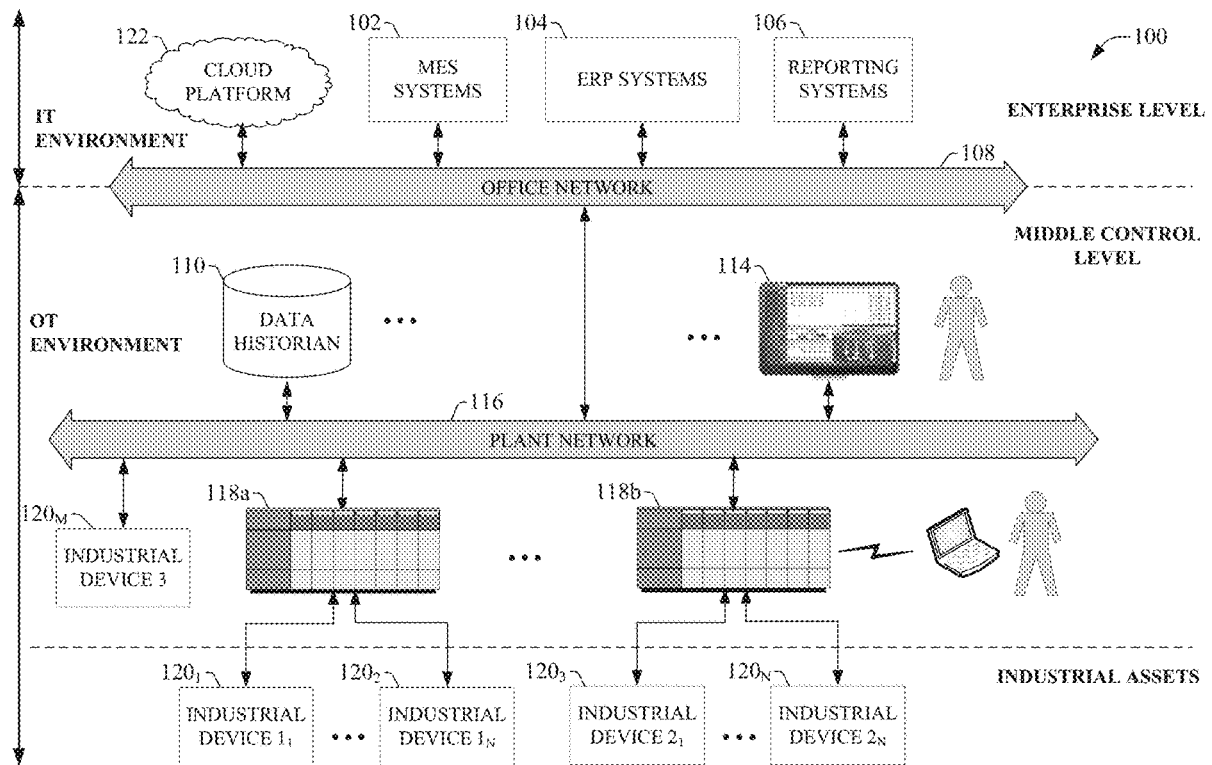 122
102
104
106
100
CLOUD
PLATFORM
MES
SYSTEMS
ERP SYSTEMS
REPORTING
SYSTEMS
IT
ENVIRONMENT
ENTERPRISE LEVEL
108
OFFICE NETWORK
MIDDLE CONTROL
LEVEL
110
114
DATA
HISTORIAN
•••
•••
OT
ENVIRONMENT
116
PLANT NETWORK
118a
118b
120M
INDUSTRIAL
DEVICE 3
•••
120₁
120₂
120₃
120N
INDUSTRIAL ASSETS
INDUSTRIAL
DEVICE 1₁
•••
INDUSTRIAL
DEVICE 1N
INDUSTRIAL
DEVICE 2₁
•••
INDUSTRIAL
DEVICE 2N